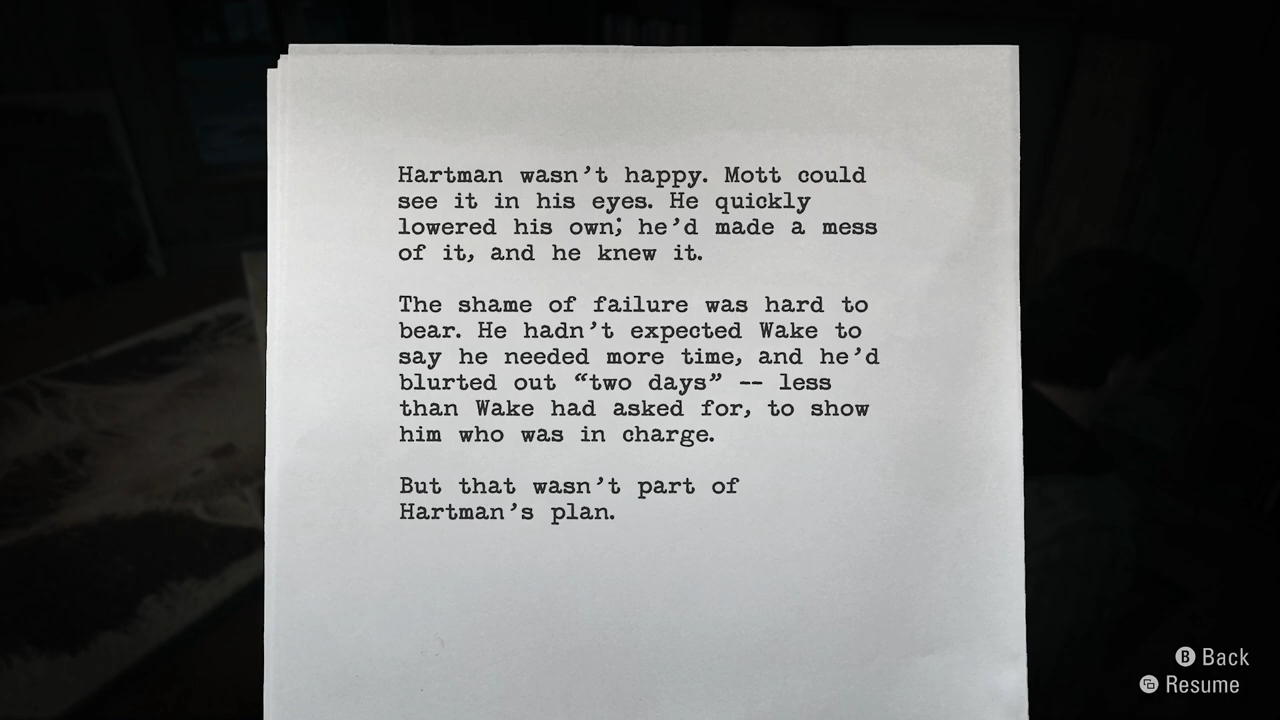 Hartman wasn’t happy. Mott could
see it in his eyes. He quickly
lowered his own; he’d made a mess
of it, and he knew it.
The shame of failure was hard to
bear. He hadn’t expected Wake to
say he needed more time, and he’d
blurted out “two days” -- less
than Wake had asked for, to show
him who was in charge.
But that wasn’t part of
Hartman’s plan.
B Back
Resume